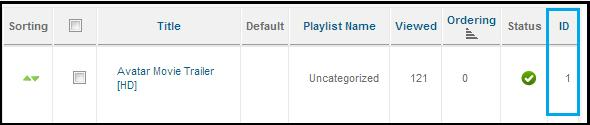 Sorting Title Default Playlist Name Viewed Ordering Status ID
Avatar Movie Trailer
[HD] Uncategorized 121 0 1